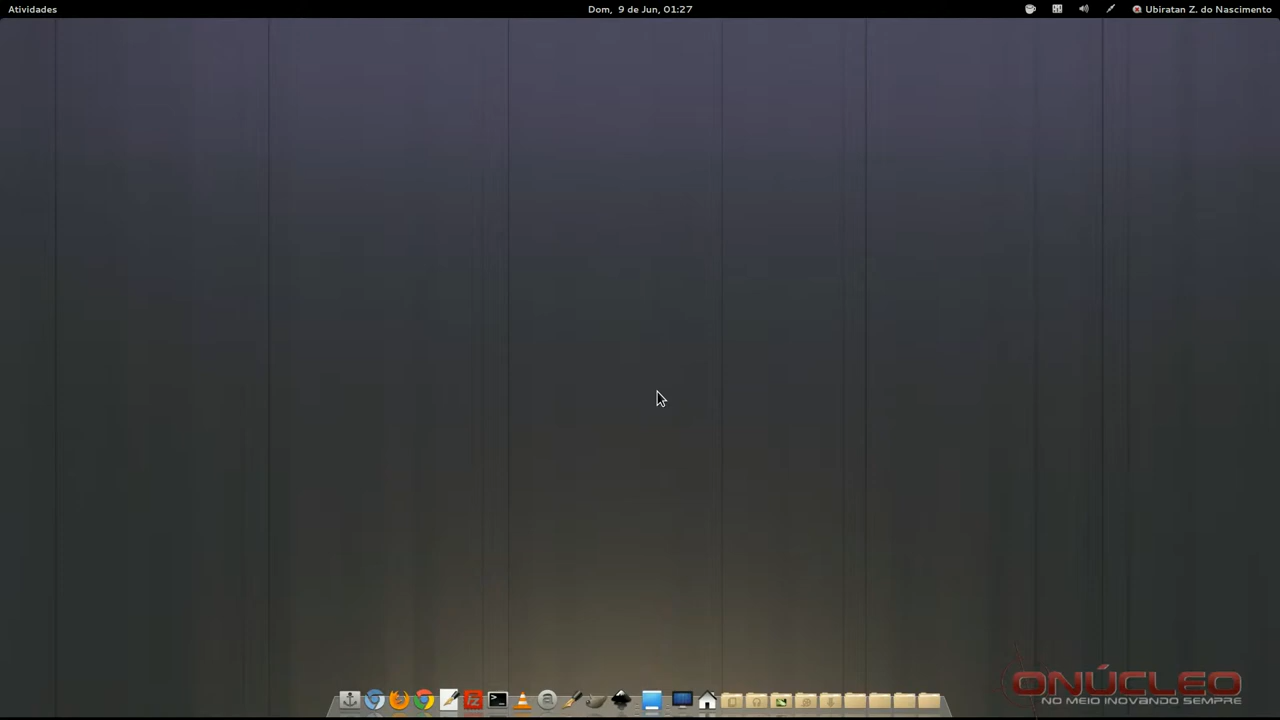 Atividades
Dom, 9 de Jun, 01:27
Ubiratan Z. do Nascimento
ONÚCLEO
NO MEIO INOVANDO SEMPRE